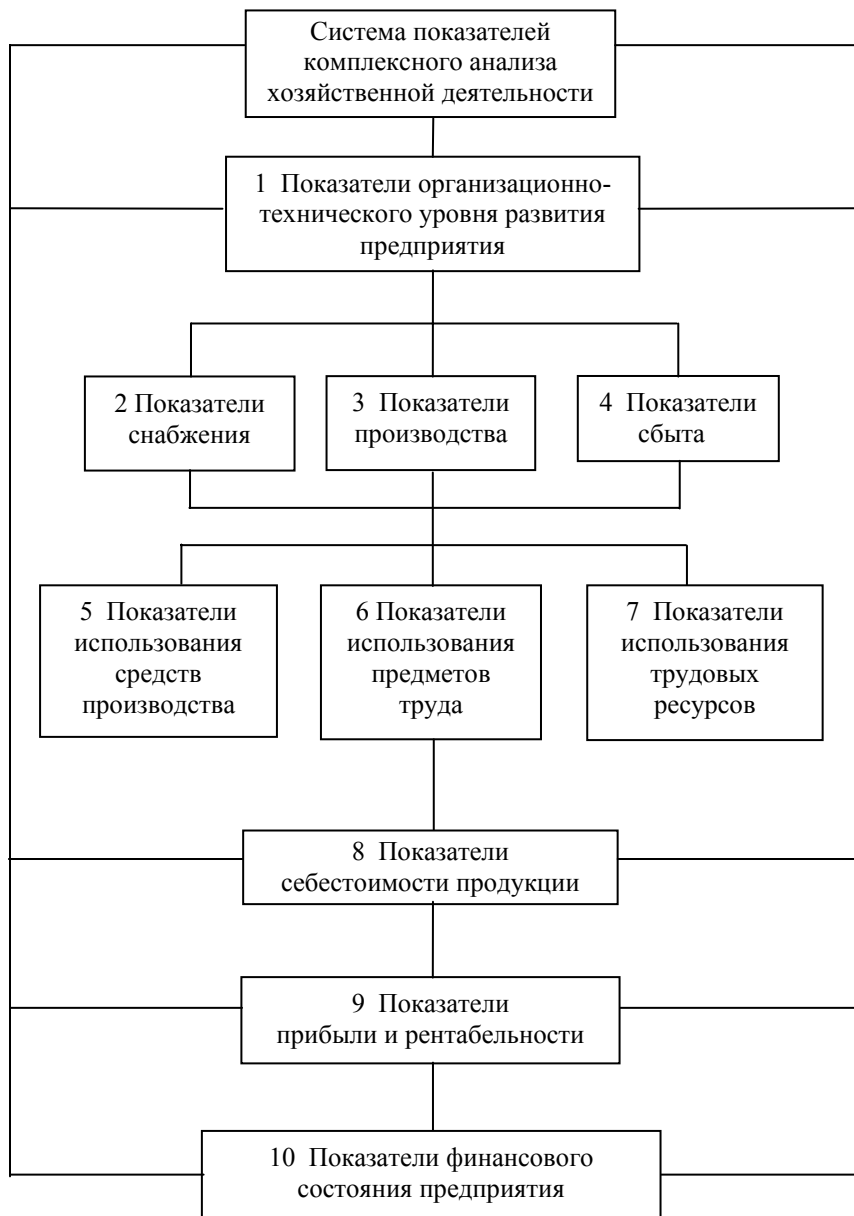 Система показателей
комплексного анализа
хозяйственной деятельности
1 Показатели организационно-
технического уровня развития
предприятия
2 Показатели
снабжения
3 Показатели
производства
4 Показатели
сбыта
5 Показатели
использования
средств
производства
6 Показатели
использования
предметов
труда
7 Показатели
использования
трудовых
ресурсов
8 Показатели
себестоимости продукции
9 Показатели
прибыли и рентабельности
10 Показатели финансового
состояния предприятия